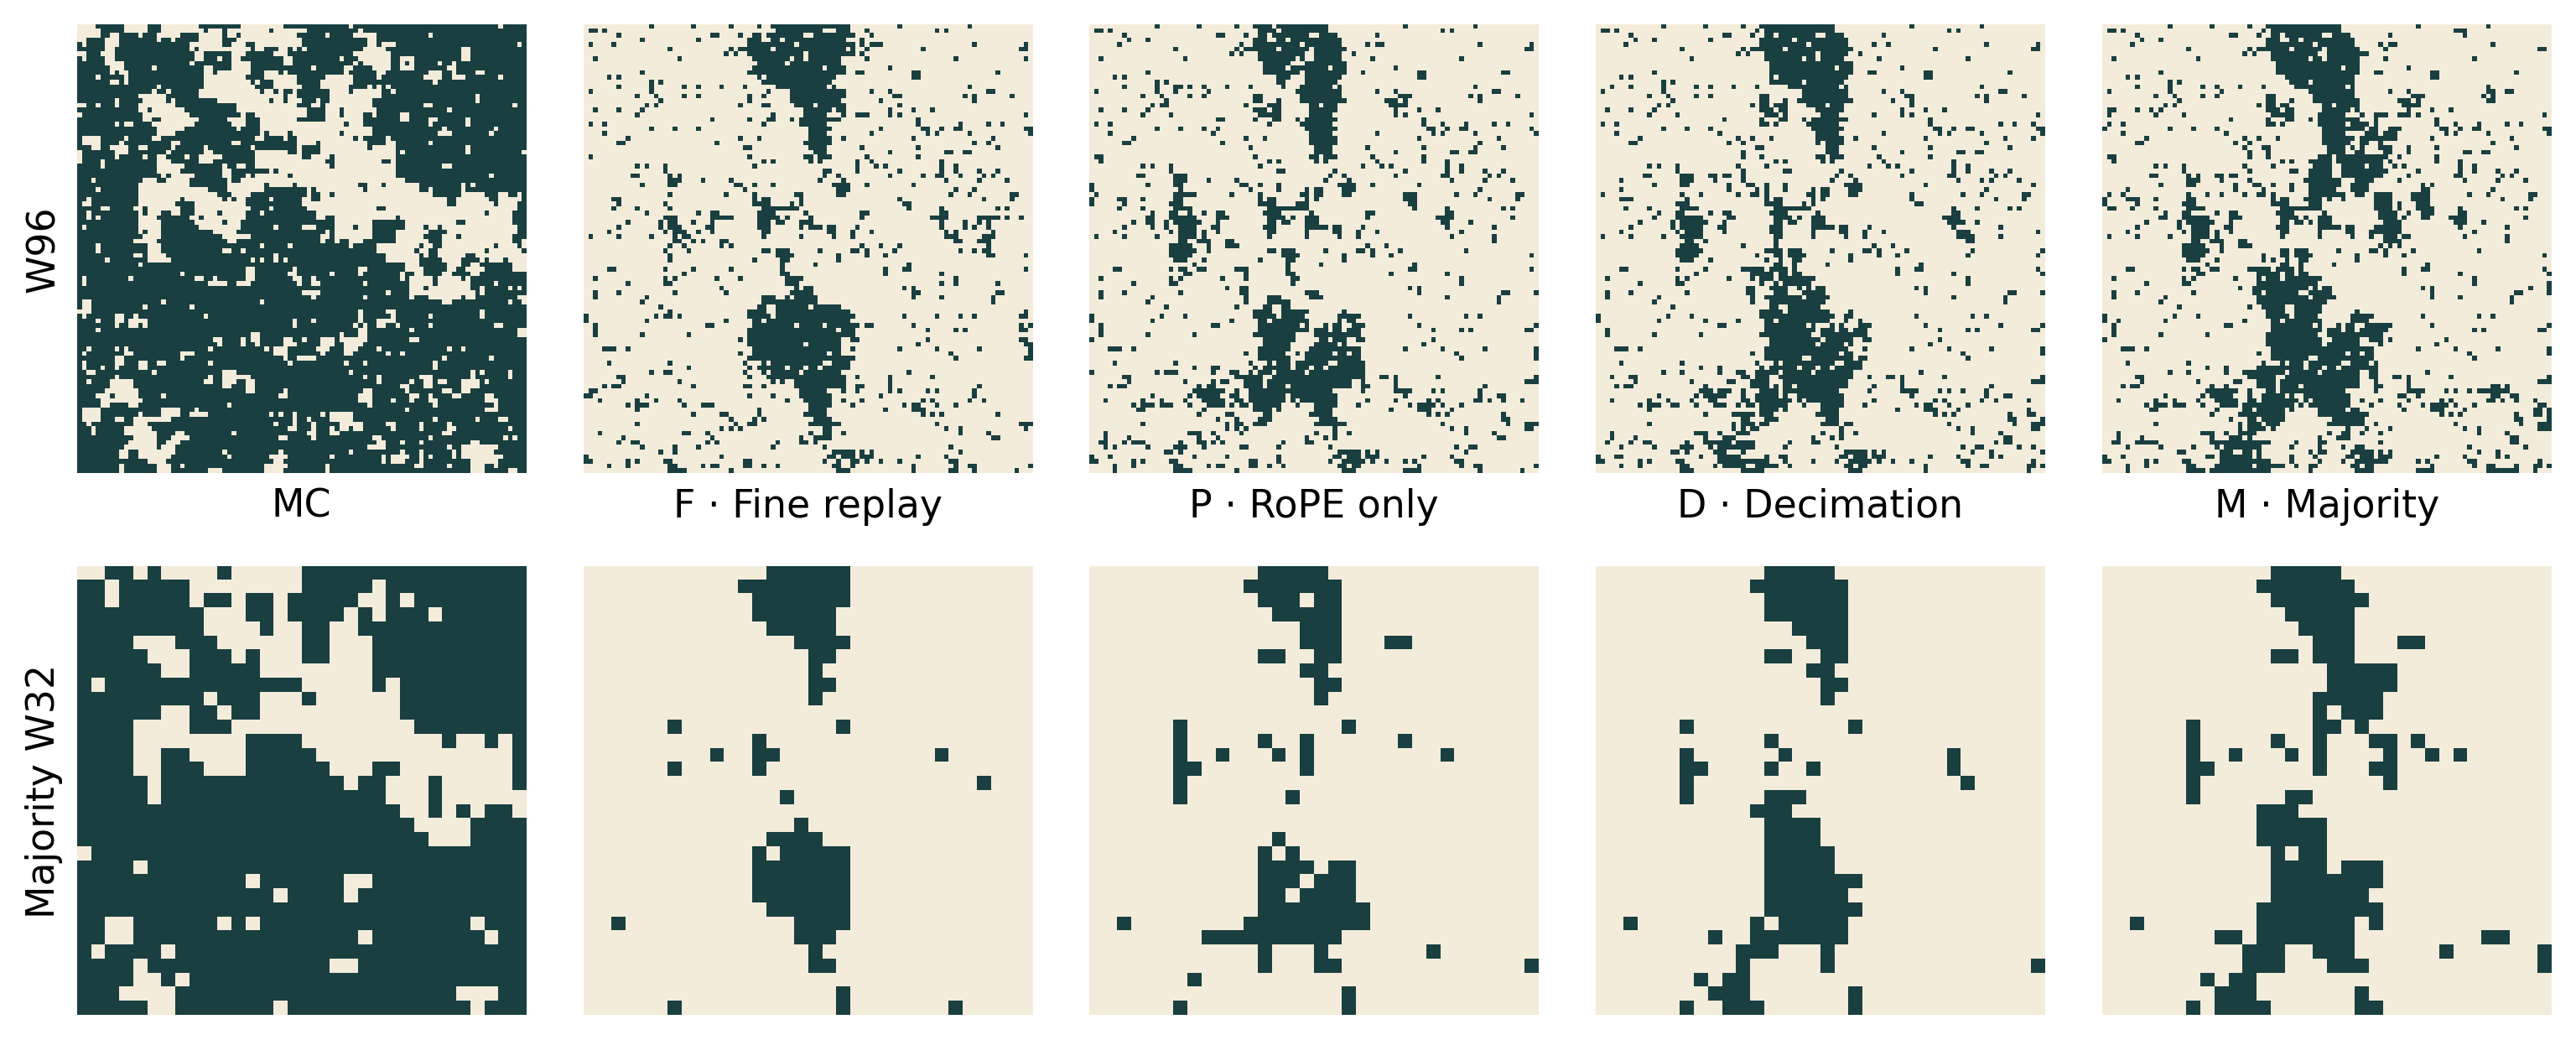 W96
MC
F · Fine replay
P · RoPE only
D · Decimation
M · Majority
Majority W32